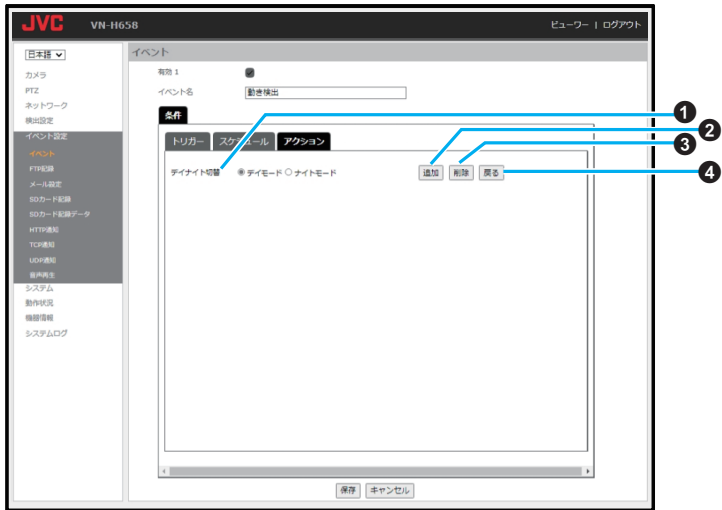 JVC VN-H658 ビューワー | ログアウト
日本語
カメラ
PTZ
ネットワーク
検出設定
イベント設定
イベント
FTP記録
メール設定
SDカード記録
SDカード記録データ
HTTP通知
TCP通知
UDP通知
音声再生
システム
動作状況
機器情報
システムログ
イベント
有効 1
イベント名 動き検出
条件
トリガー スケジュール アクション
デイナイト切替 デイモード ナイトモード 追加 削除 戻る
保存 キャンセル
1
2
3
4